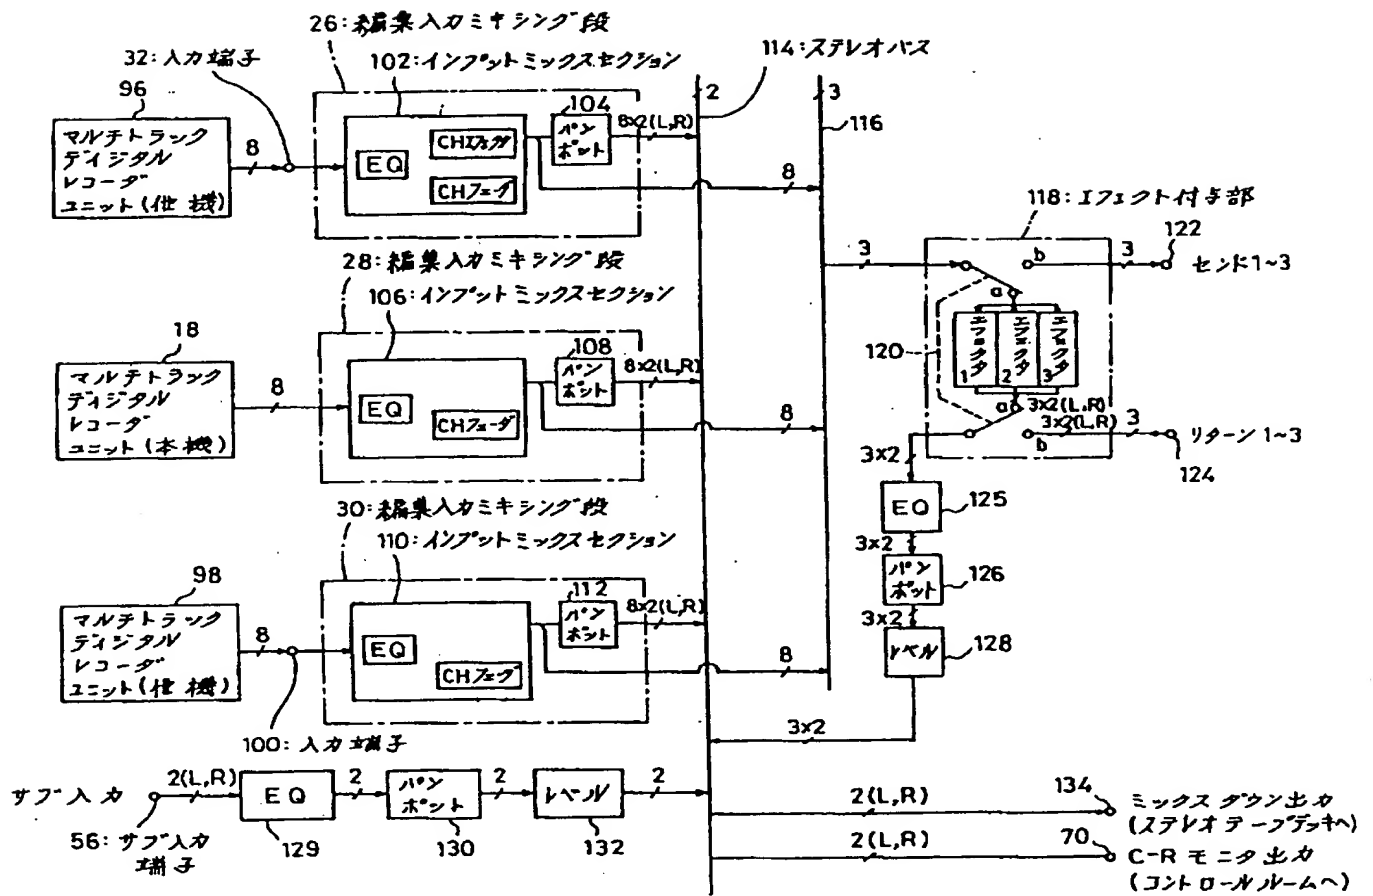 26:編集入力ミキシング段
32:入力端子
102:インプットミックスセクション
114:ステレオバス
96
マルチトラック
ディジタル
レコーダ
ユニット(他機)
8
EQ
CHエフェクタ
CHフェーダ
104
パン
ポット
8×2(L,R)
2
3
116
8
118:エフェクト付与部
3
b
3
122
センド1~3
a
エフェクタ
1
エフェクタ
2
エフェクタ
3
120
a
3×2(L,R)
3×2(L,R)
b
3
リターン1~3
124
28:編集入力ミキシング段
106:インプットミックスセクション
18
マルチトラック
ディジタル
レコーダ
ユニット(本機)
8
EQ
CHフェーダ
108
パン
ポット
8×2(L,R)
8
3×2
EQ
125
3×2
パン
ポット
126
3×2
レベル
128
3×2
30:編集入力ミキシング段
110:インプットミックスセクション
98
マルチトラック
ディジタル
レコーダ
ユニット(他機)
8
EQ
CHフェーダ
112
パン
ポット
8×2(L,R)
8
100:入力端子
サブ入力
2(L,R)
EQ
2
パン
ポット
2
レベル
2
56:サブ入力
端子
129
130
132
2(L,R)
134
ミックスダウン出力
(ステレオテープデッキへ)
2(L,R)
70
C-Rモニタ出力
(コントロールルームへ)